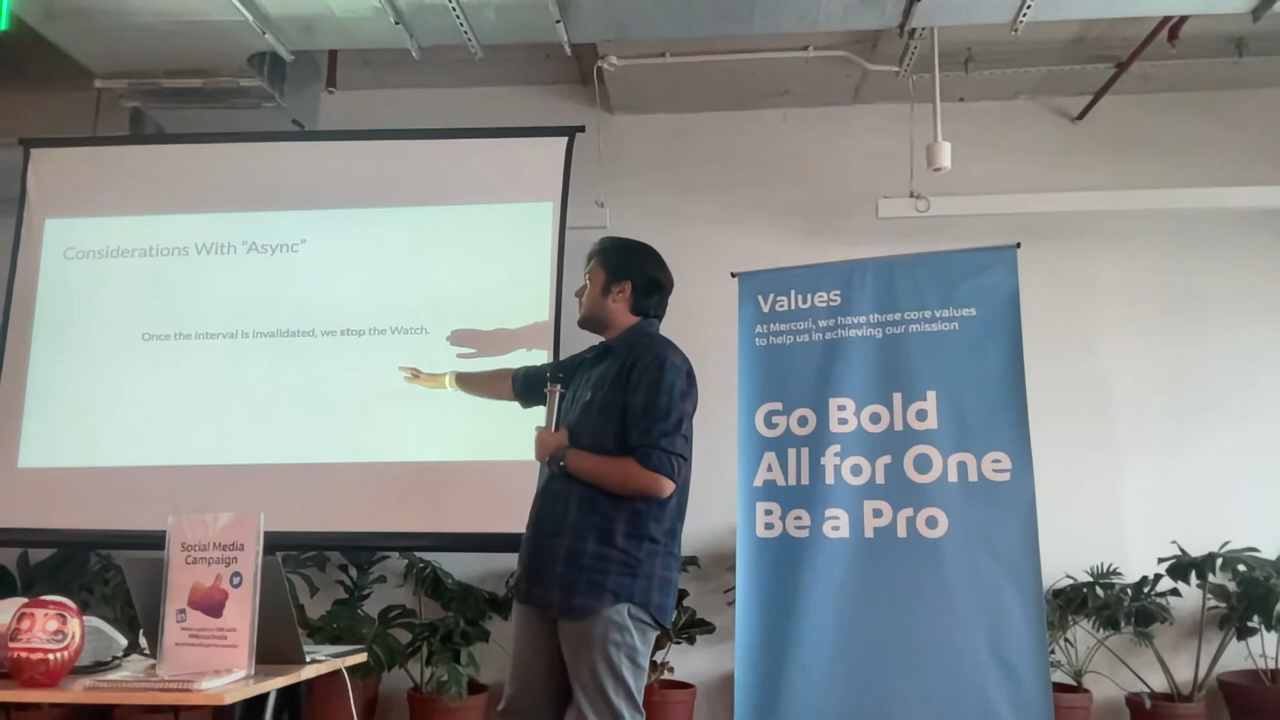 Considerations With “Async”
Once the interval is invalidated, we stop the Watch.
Values
At Mercari, we have three core values
to help us in achieving our mission
Go Bold
All for One
Be a Pro
Social Media
Campaign